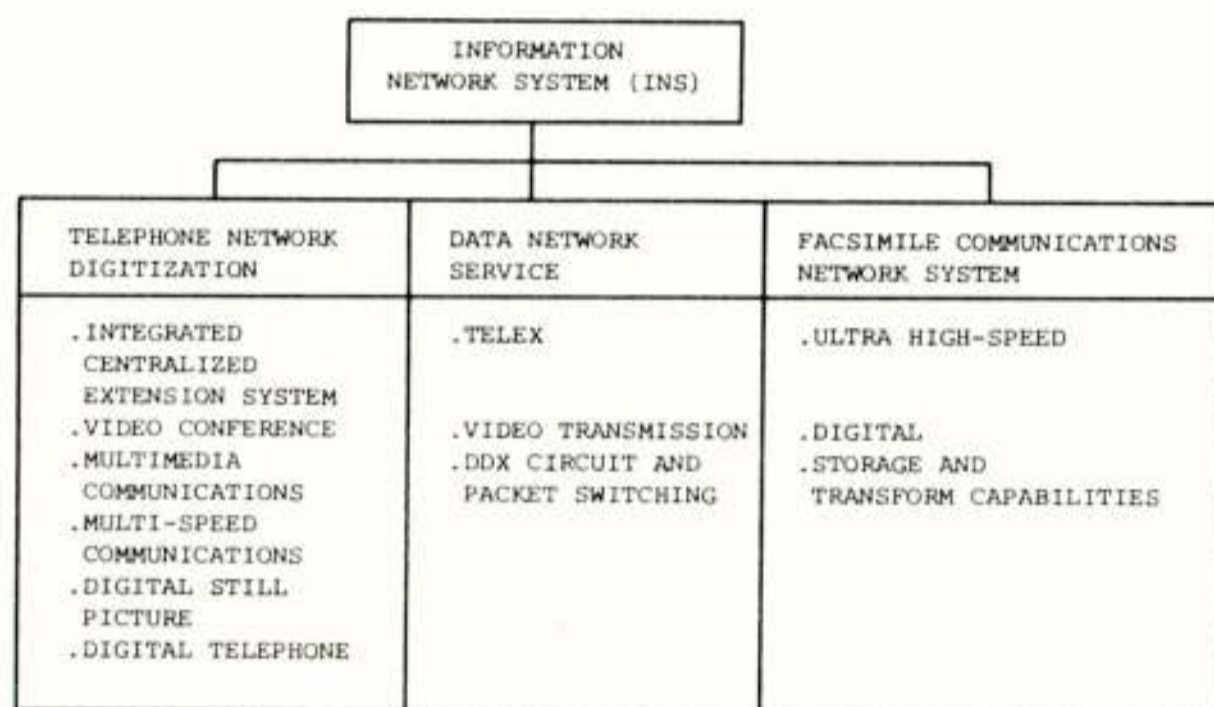 INFORMATION
NETWORK SYSTEM (INS)
TELEPHONE NETWORK
DIGITIZATION
.INTEGRATED
CENTRALIZED
EXTENSION SYSTEM
.VIDEO CONFERENCE
.MULTIMEDIA
COMMUNICATIONS
.MULTI-SPEED
COMMUNICATIONS
.DIGITAL STILL
PICTURE
.DIGITAL TELEPHONE
DATA NETWORK
SERVICE
.TELEX
.VIDEO TRANSMISSION
.DDX CIRCUIT AND
PACKET SWITCHING
FACSIMILE COMMUNICATIONS
NETWORK SYSTEM
.ULTRA HIGH-SPEED
.DIGITAL
.STORAGE AND
TRANSFORM CAPABILITIES